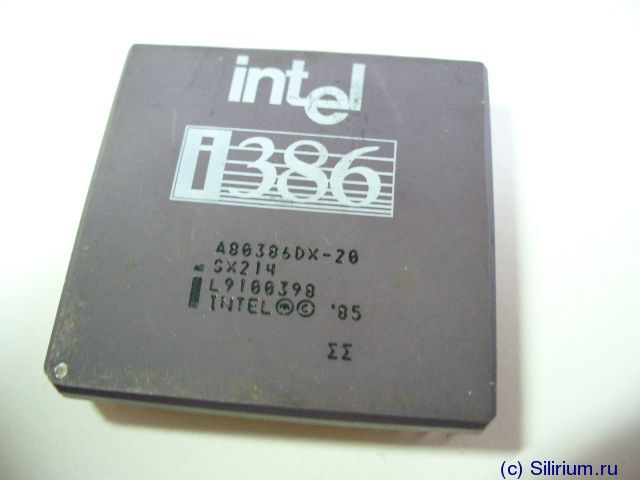 intel
i386
A80386DX-20
SX214
L9100398
INTEL Ⓜ Ⓒ '85
ΣΣ
(c) Silirium.ru